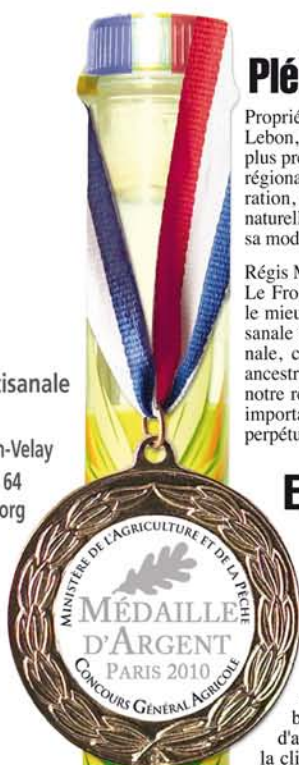 Plé
Proprié
Lebon,
plus pr
régiona
ration,
naturell
sa mod
Régis M
Le Fro
le mieu
sanale
nale, c
ancestr
notre re
importa
perpétu
E
b
d'a
la cli
tisanale
n-Velay
64
org
MINISTÈRE DE L'AGRICULTURE ET DE LA PÊCHE
MÉDAILLE
D'ARGENT
PARIS 2010
CONCOURS GÉNÉRAL AGRICOLE